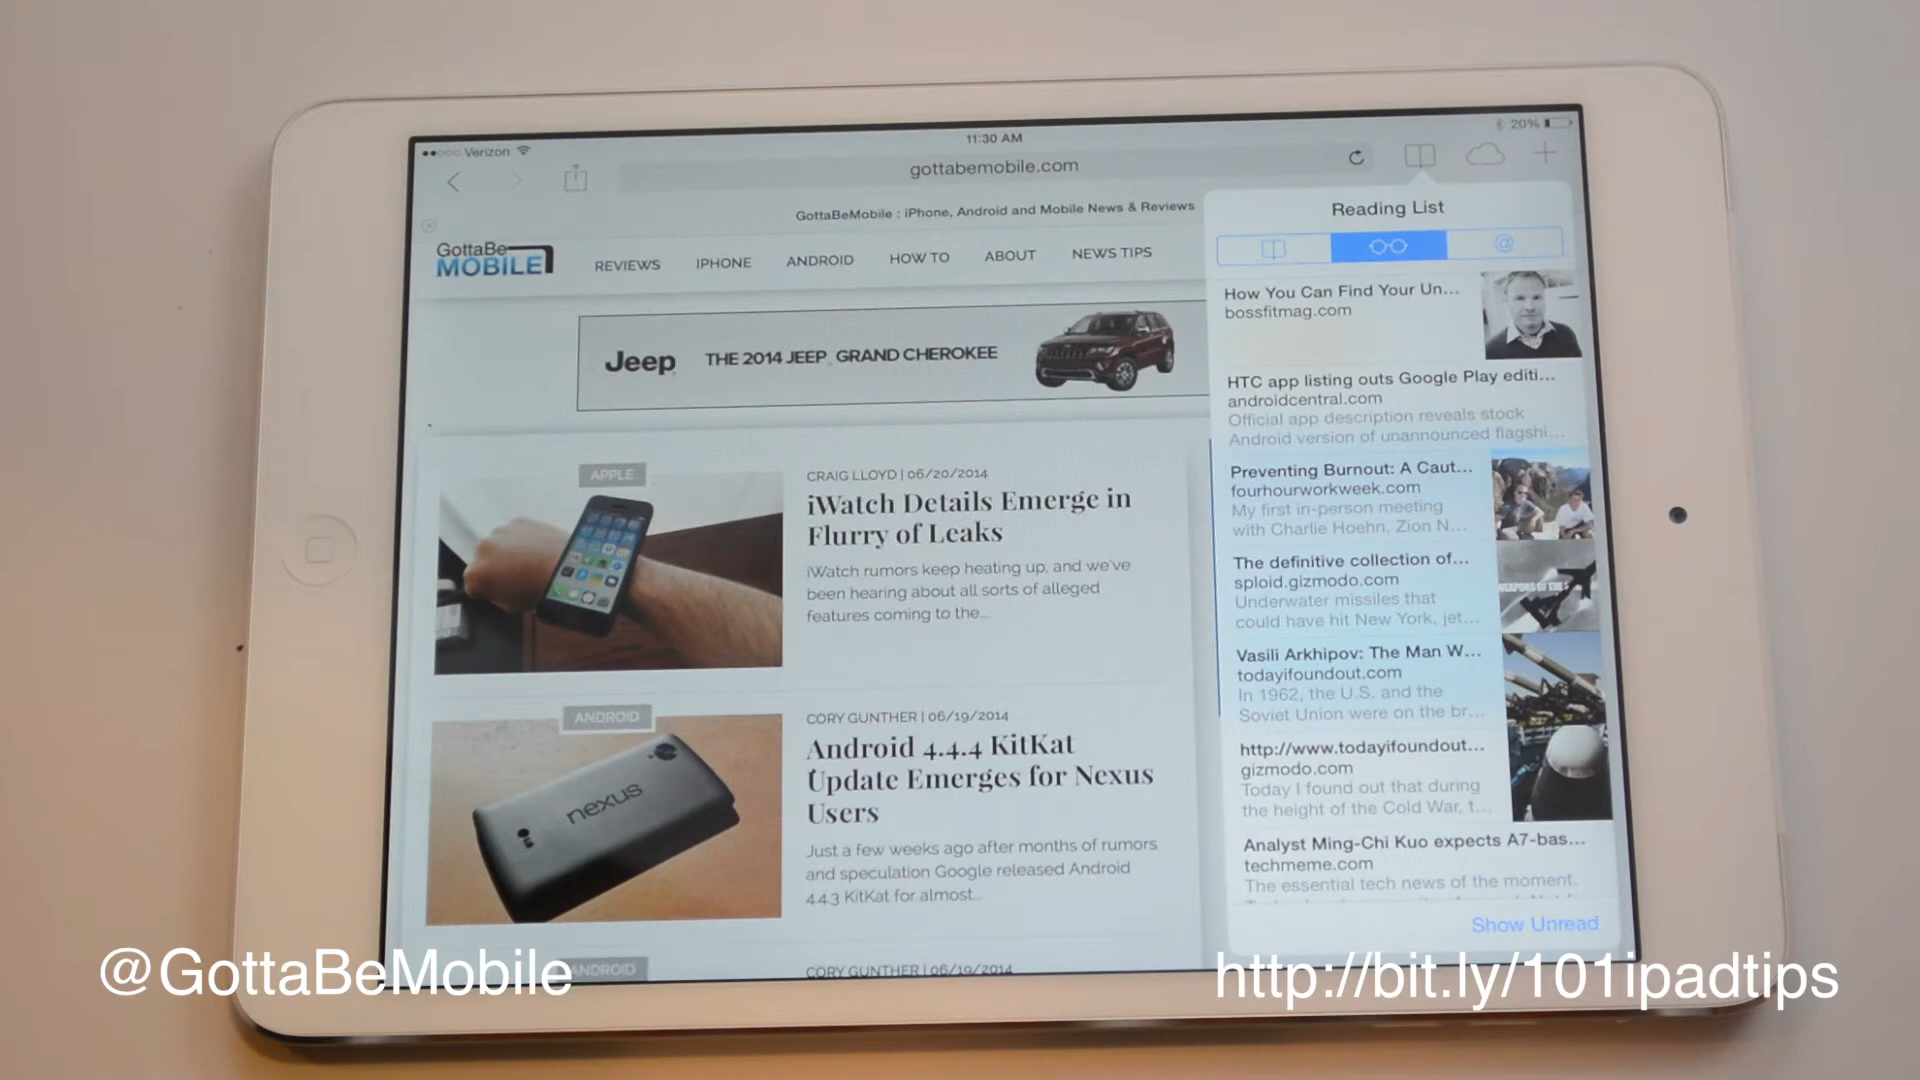 Verizon
11:30 AM
20%
gottabemobile.com
GottaBeMobile : iPhone, Android and Mobile News & Reviews
GottaBe
MOBILE
REVIEWS
IPHONE
ANDROID
HOW TO
ABOUT
NEWS TIPS
Jeep
THE 2014 JEEP GRAND CHEROKEE
APPLE
CRAIG LLOYD | 06/20/2014
iWatch Details Emerge in
Flurry of Leaks
iWatch rumors keep heating up, and we've
been hearing about all sorts of alleged
features coming to the...
ANDROID
nexus
LG
CORY GUNTHER | 06/19/2014
Android 4.4.4 KitKat
Update Emerges for Nexus
Users
Just a few weeks ago after months of rumors
and speculation Google released Android
4.4.3 KitKat for almost...
ANDROID
CORY GUNTHER | 06/19/2014
Reading List
@
How You Can Find Your Un...
bossfitmag.com
HTC app listing outs Google Play editi...
androidcentral.com
Official app description reveals stock
Android version of unannounced flagshi...
Preventing Burnout: A Caut...
fourhourworkweek.com
My first in-person meeting
with Charlie Hoehn, Zion N...
The definitive collection of...
sploid.gizmodo.com
Underwater missiles that
could have hit New York, jet...
Vasili Arkhipov: The Man W...
todayifoundout.com
In 1962, the U.S. and the
Soviet Union were on the br...
http://www.todayifoundout...
gizmodo.com
Today I found out that during
the height of the Cold War, t...
Analyst Ming-Chi Kuo expects A7-bas...
techmeme.com
The essential tech news of the moment.
Show Unread
@GottaBeMobile
http://bit.ly/101ipadtips